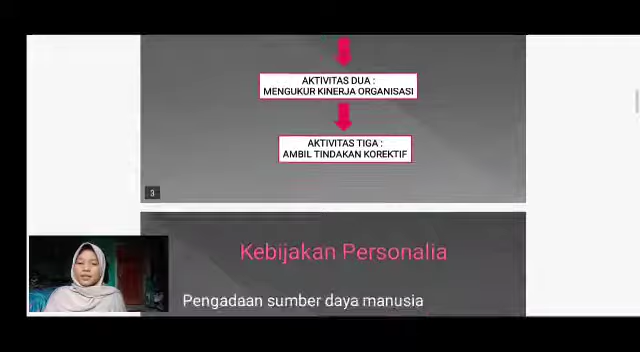 AKTIVITAS DUA :
MENGUKUR KINERJA ORGANISASI
AKTIVITAS TIGA :
AMBIL TINDAKAN KOREKTIF
3
Kebijakan Personalia
Pengadaan sumber daya manusia